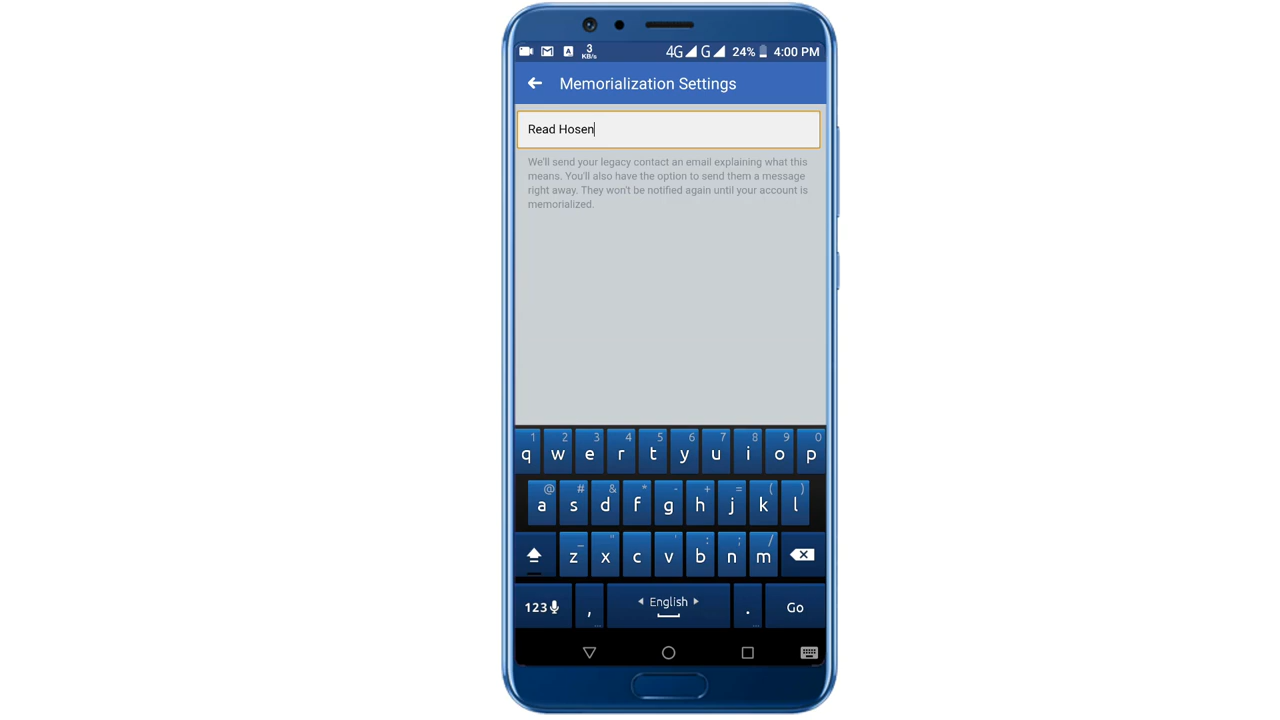 3
KB/s
4G G 24% 4:00 PM
Memorialization Settings
Read Hosen
We'll send your legacy contact an email explaining what this
means. You'll also have the option to send them a message
right away. They won't be notified again until your account is
memorialized.
1 2 3 4 5 6 7 8 9 0
q w e r t y u i o p
@ # & * - + = ( )
a s d f g h j k l
_ " ' : ; /
z x c v b n m
123 , English . Go